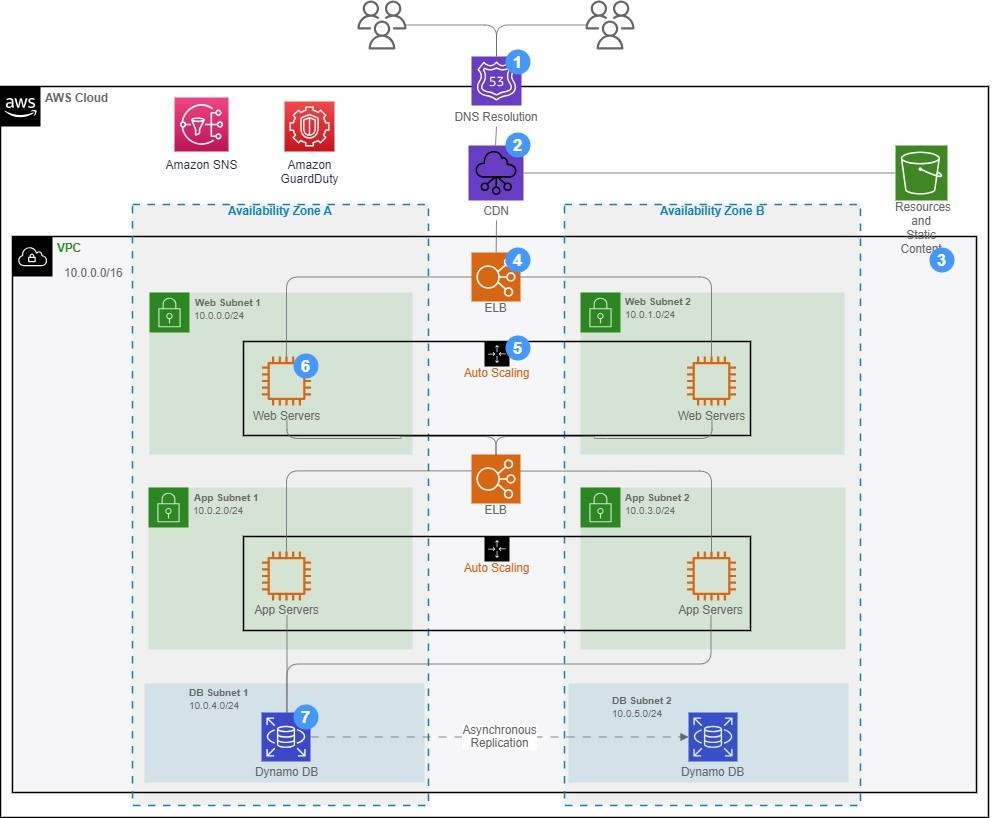 1
53
DNS Resolution
aws
AWS Cloud
2
Amazon SNS
Amazon
GuardDuty
CDN
Resources
and
Static
Content
3
Availability Zone A
Availability Zone B
VPC
10.0.0.0/16
4
ELB
Web Subnet 1
10.0.0.0/24
Web Subnet 2
10.0.1.0/24
5
Auto Scaling
6
Web Servers
Web Servers
ELB
App Subnet 1
10.0.2.0/24
App Subnet 2
10.0.3.0/24
Auto Scaling
App Servers
App Servers
DB Subnet 1
10.0.4.0/24
DB Subnet 2
10.0.5.0/24
7
Asynchronous
Replication
Dynamo DB
Dynamo DB